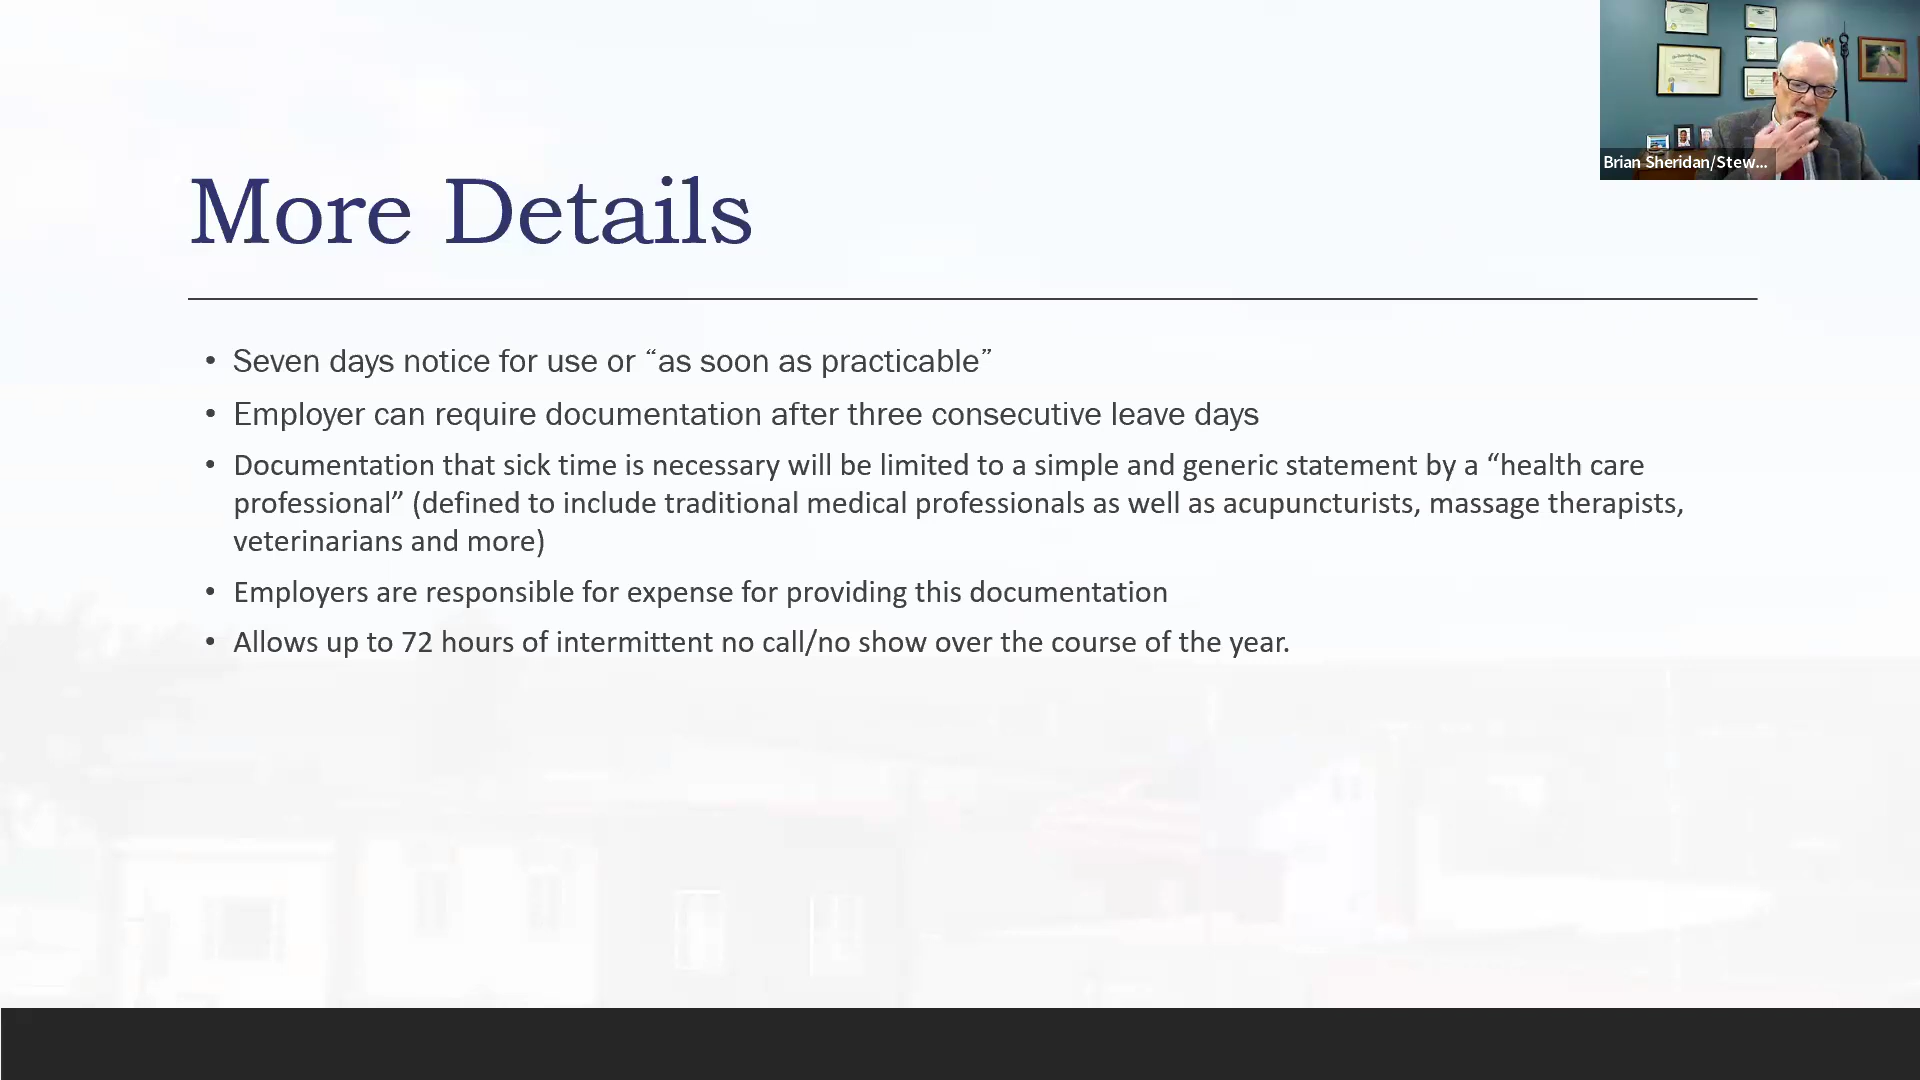 Brian Sheridan/Stew...
More Details
• Seven days notice for use or “as soon as practicable”
• Employer can require documentation after three consecutive leave days
• Documentation that sick time is necessary will be limited to a simple and generic statement by a “health care
professional” (defined to include traditional medical professionals as well as acupuncturists, massage therapists,
veterinarians and more)
• Employers are responsible for expense for providing this documentation
• Allows up to 72 hours of intermittent no call/no show over the course of the year.